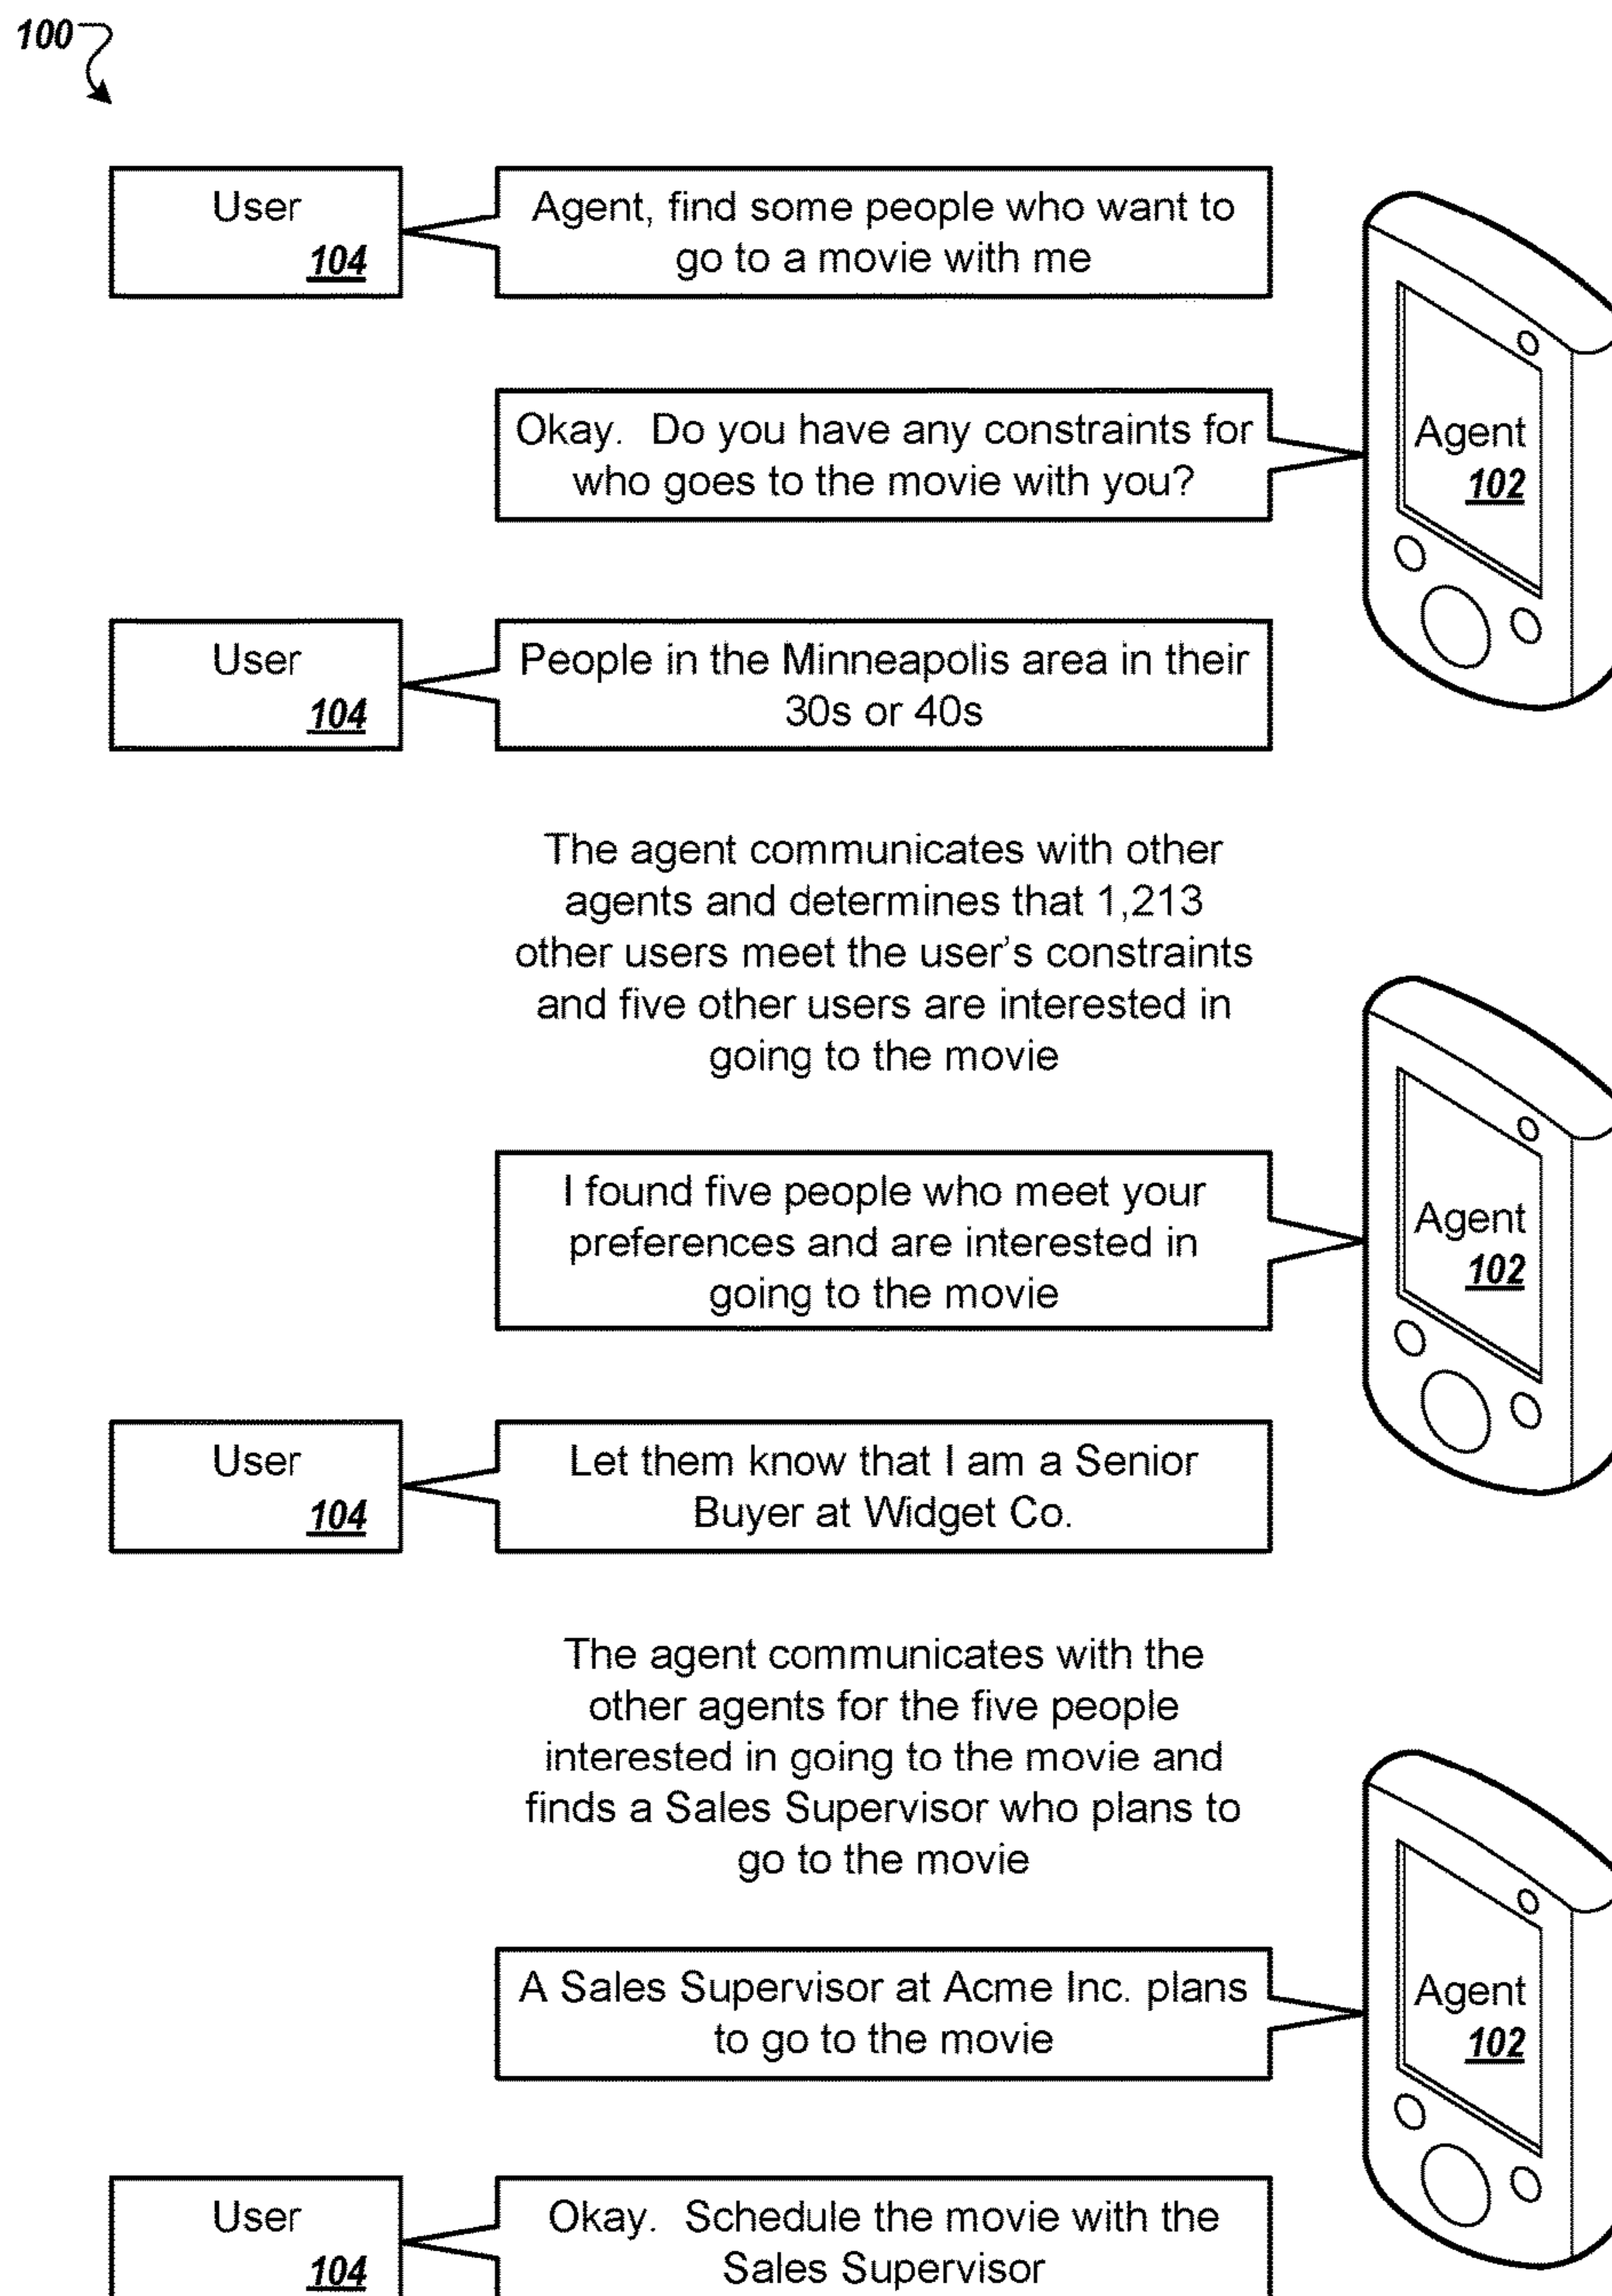 100
User
104
Agent, find some people who want to
go to a movie with me
Okay.  Do you have any constraints for
who goes to the movie with you?
Agent
102
User
104
People in the Minneapolis area in their
30s or 40s
The agent communicates with other
agents and determines that 1,213
other users meet the user's constraints
and five other users are interested in
going to the movie
I found five people who meet your
preferences and are interested in
going to the movie
Agent
102
User
104
Let them know that I am a Senior
Buyer at Widget Co.
The agent communicates with the
other agents for the five people
interested in going to the movie and
finds a Sales Supervisor who plans to
go to the movie
A Sales Supervisor at Acme Inc. plans
to go to the movie
Agent
102
User
104
Okay.  Schedule the movie with the
Sales Supervisor